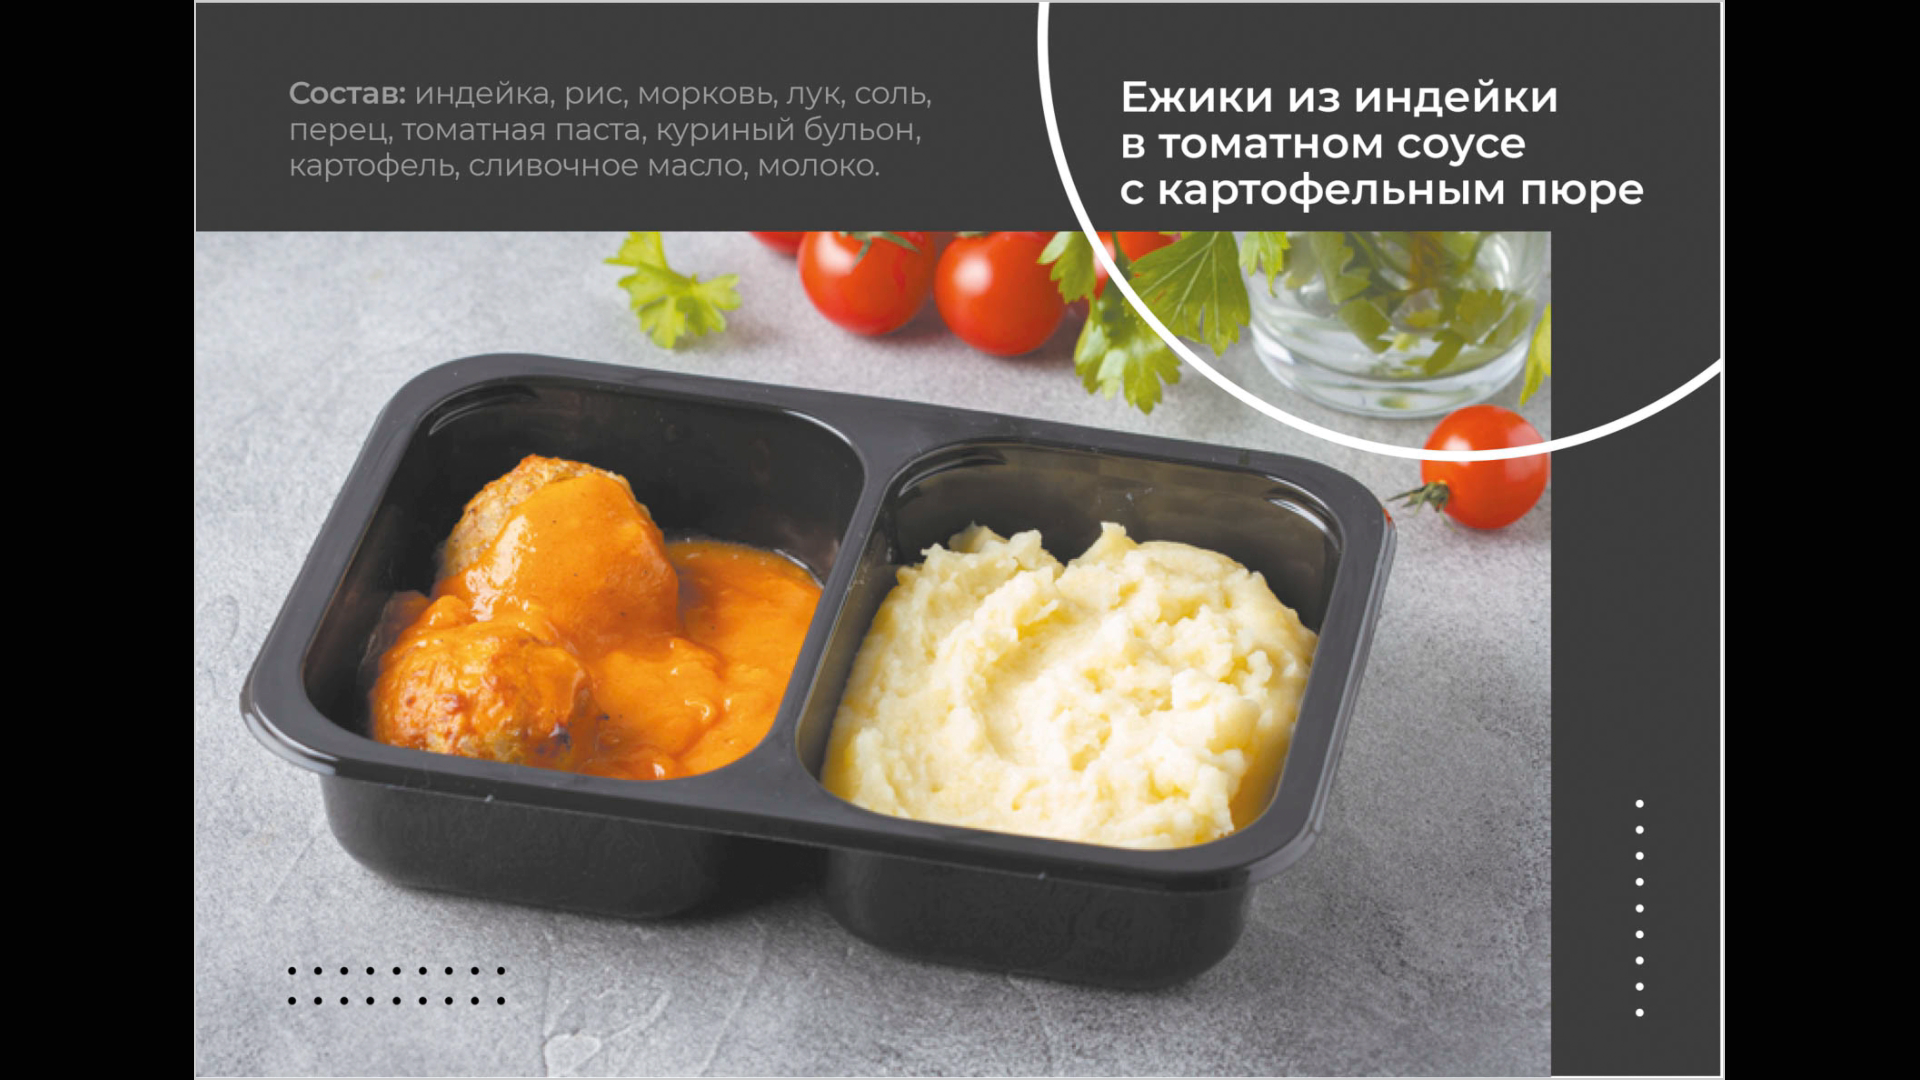 Состав: индейка, рис, морковь, лук, соль,
перец, томатная паста, куриный бульон,
картофель, сливочное масло, молоко.
Ежики из индейки
в томатном соусе
с картофельным пюре